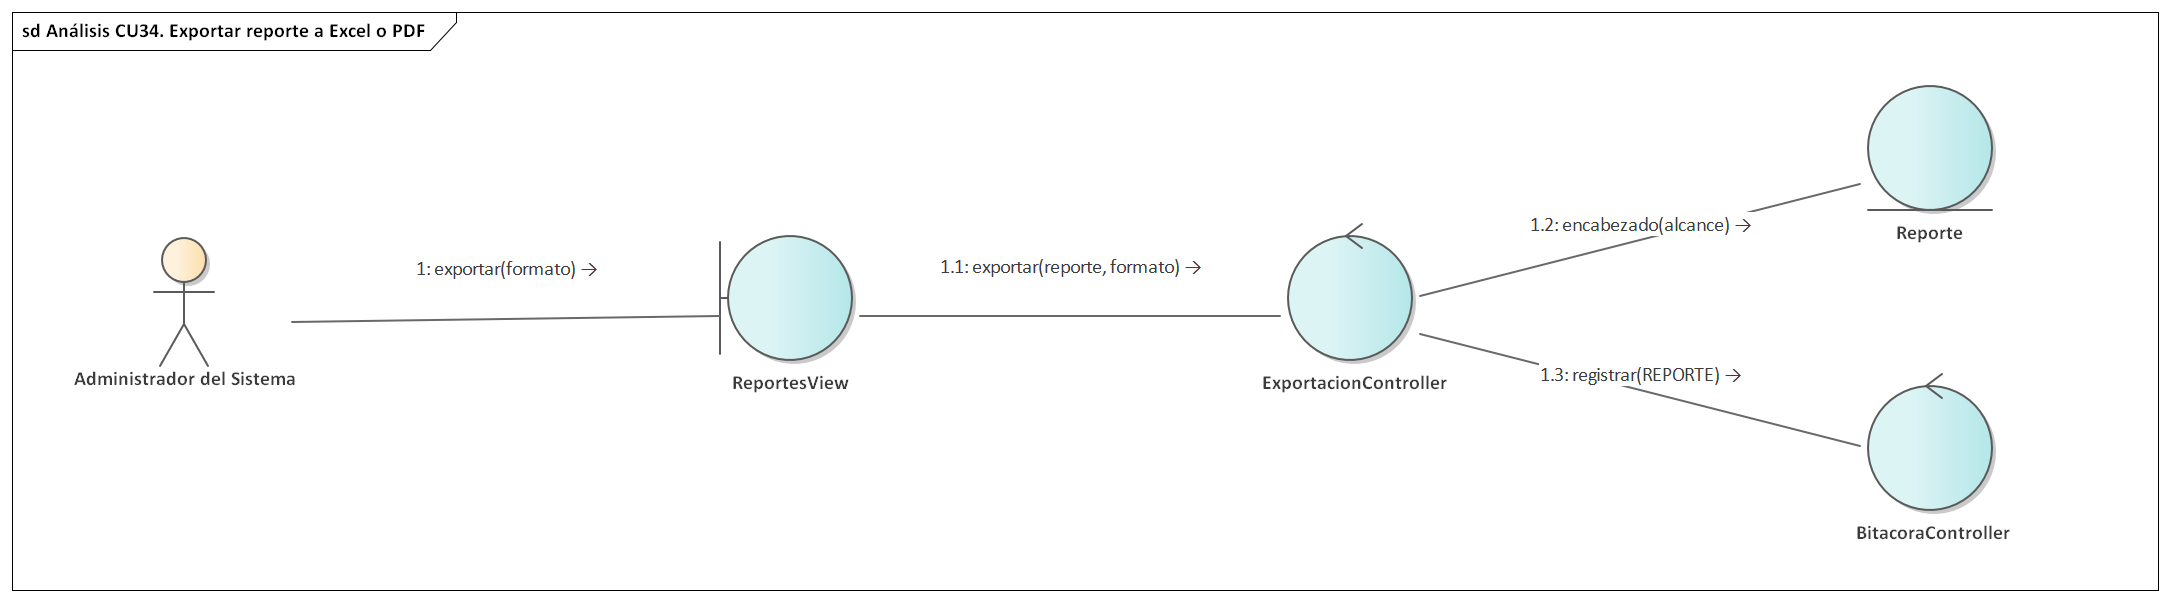 sd Análisis CU34. Exportar reporte a Excel o PDF
1: exportar(formato) →
Administrador del Sistema
1.1: exportar(reporte, formato) →
ReportesView
ExportacionController
1.2: encabezado(alcance) →
Reporte
1.3: registrar(REPORTE) →
BitacoraController